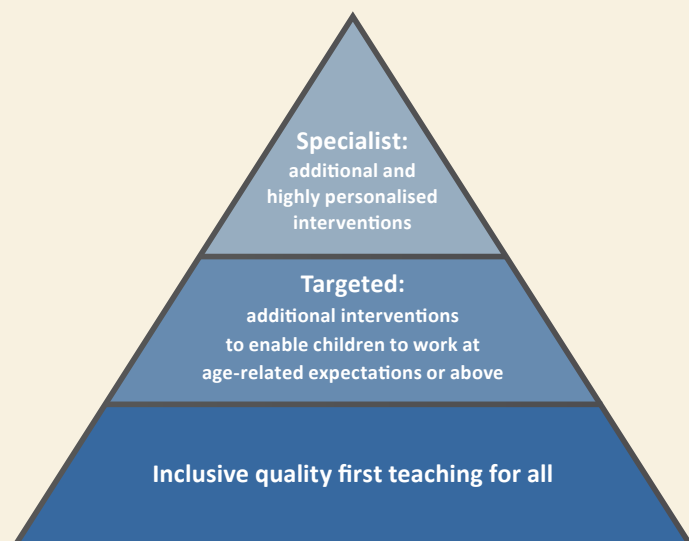 Specialist:
additional and
highly personalised
interventions
Targeted:
additional interventions
to enable children to work at
age-related expectations or above
Inclusive quality first teaching for all